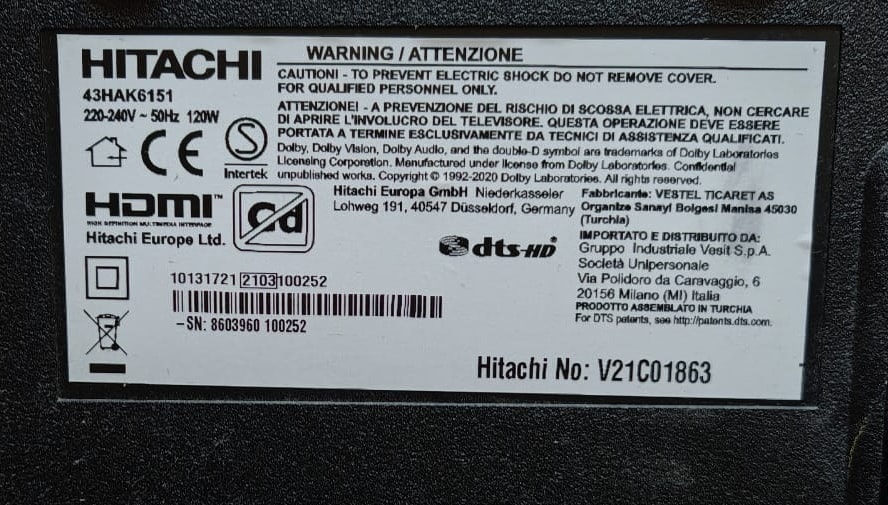 HITACHI
43HAK6151
220-240V ~ 50Hz 120W
WARNING / ATTENZIONE
CAUTION! - TO PREVENT ELECTRIC SHOCK DO NOT REMOVE COVER.
FOR QUALIFIED PERSONNEL ONLY.
ATTENZIONE! - A PREVENZIONE DEL RISCHIO DI SCOSSA ELETTRICA, NON CERCARE
DI APRIRE L'INVOLUCRO DEL TELEVISORE. QUESTA OPERAZIONE DEVE ESSERE
PORTATA A TERMINE ESCLUSIVAMENTE DA TECNICI DI ASSISTENZA QUALIFICATI.
Dolby, Dolby Vision, Dolby Audio, and the double-D symbol are trademarks of Dolby Laboratories
Licensing Corporation. Manufactured under license from Dolby Laboratories. Confidential
unpublished works. Copyright © 1992-2020 Dolby Laboratories. All rights reserved.
CE
S
Intertek
HDMI™
HIGH DEFINITION MULTIMEDIA INTERFACE
Hitachi Europe Ltd.
Cd
Hitachi Europa GmbH Niederkasseler
Lohweg 191, 40547 Düsseldorf, Germany
dts-HD
Fabbricante: VESTEL TICARET AS
Organize Sanayi Bolgesi Manisa 45030
(Turchia)
IMPORTATO E DISTRIBUITO DA:
Gruppo Industriale Vesit S.p.A.
Società Unipersonale
Via Polidoro da Caravaggio, 6
20156 Milano (MI) Italia
PRODOTTO ASSEMBLATO IN TURCHIA
For DTS patents, see http://patents.dts.com.
10131721 2103 100252
-SN: 8603960 100252
Hitachi No: V21C01863